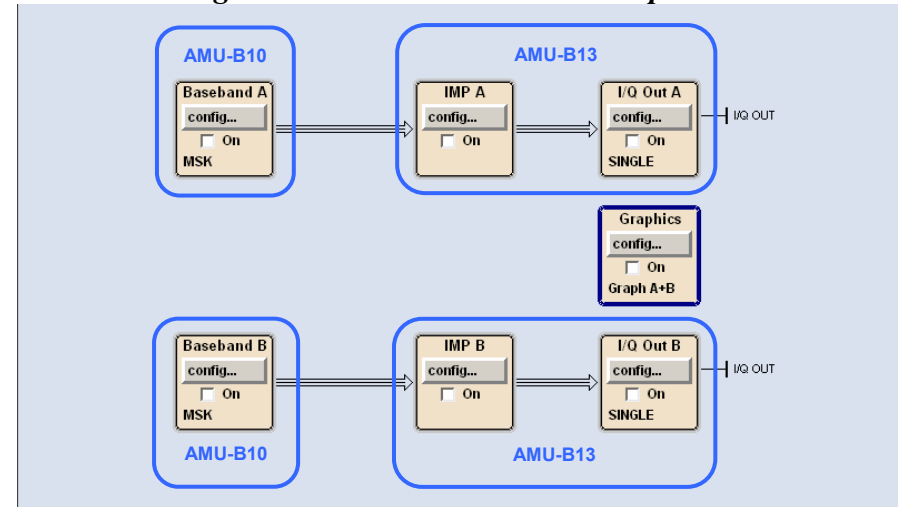 AMU-B10
AMU-B13
Baseband A
config...
On
MSK
IMP A
config...
On
I/Q Out A
config...
On
SINGLE
I/Q OUT
Graphics
config...
On
Graph A+B
Baseband B
config...
On
MSK
IMP B
config...
On
I/Q Out B
config...
On
SINGLE
I/Q OUT
AMU-B10
AMU-B13